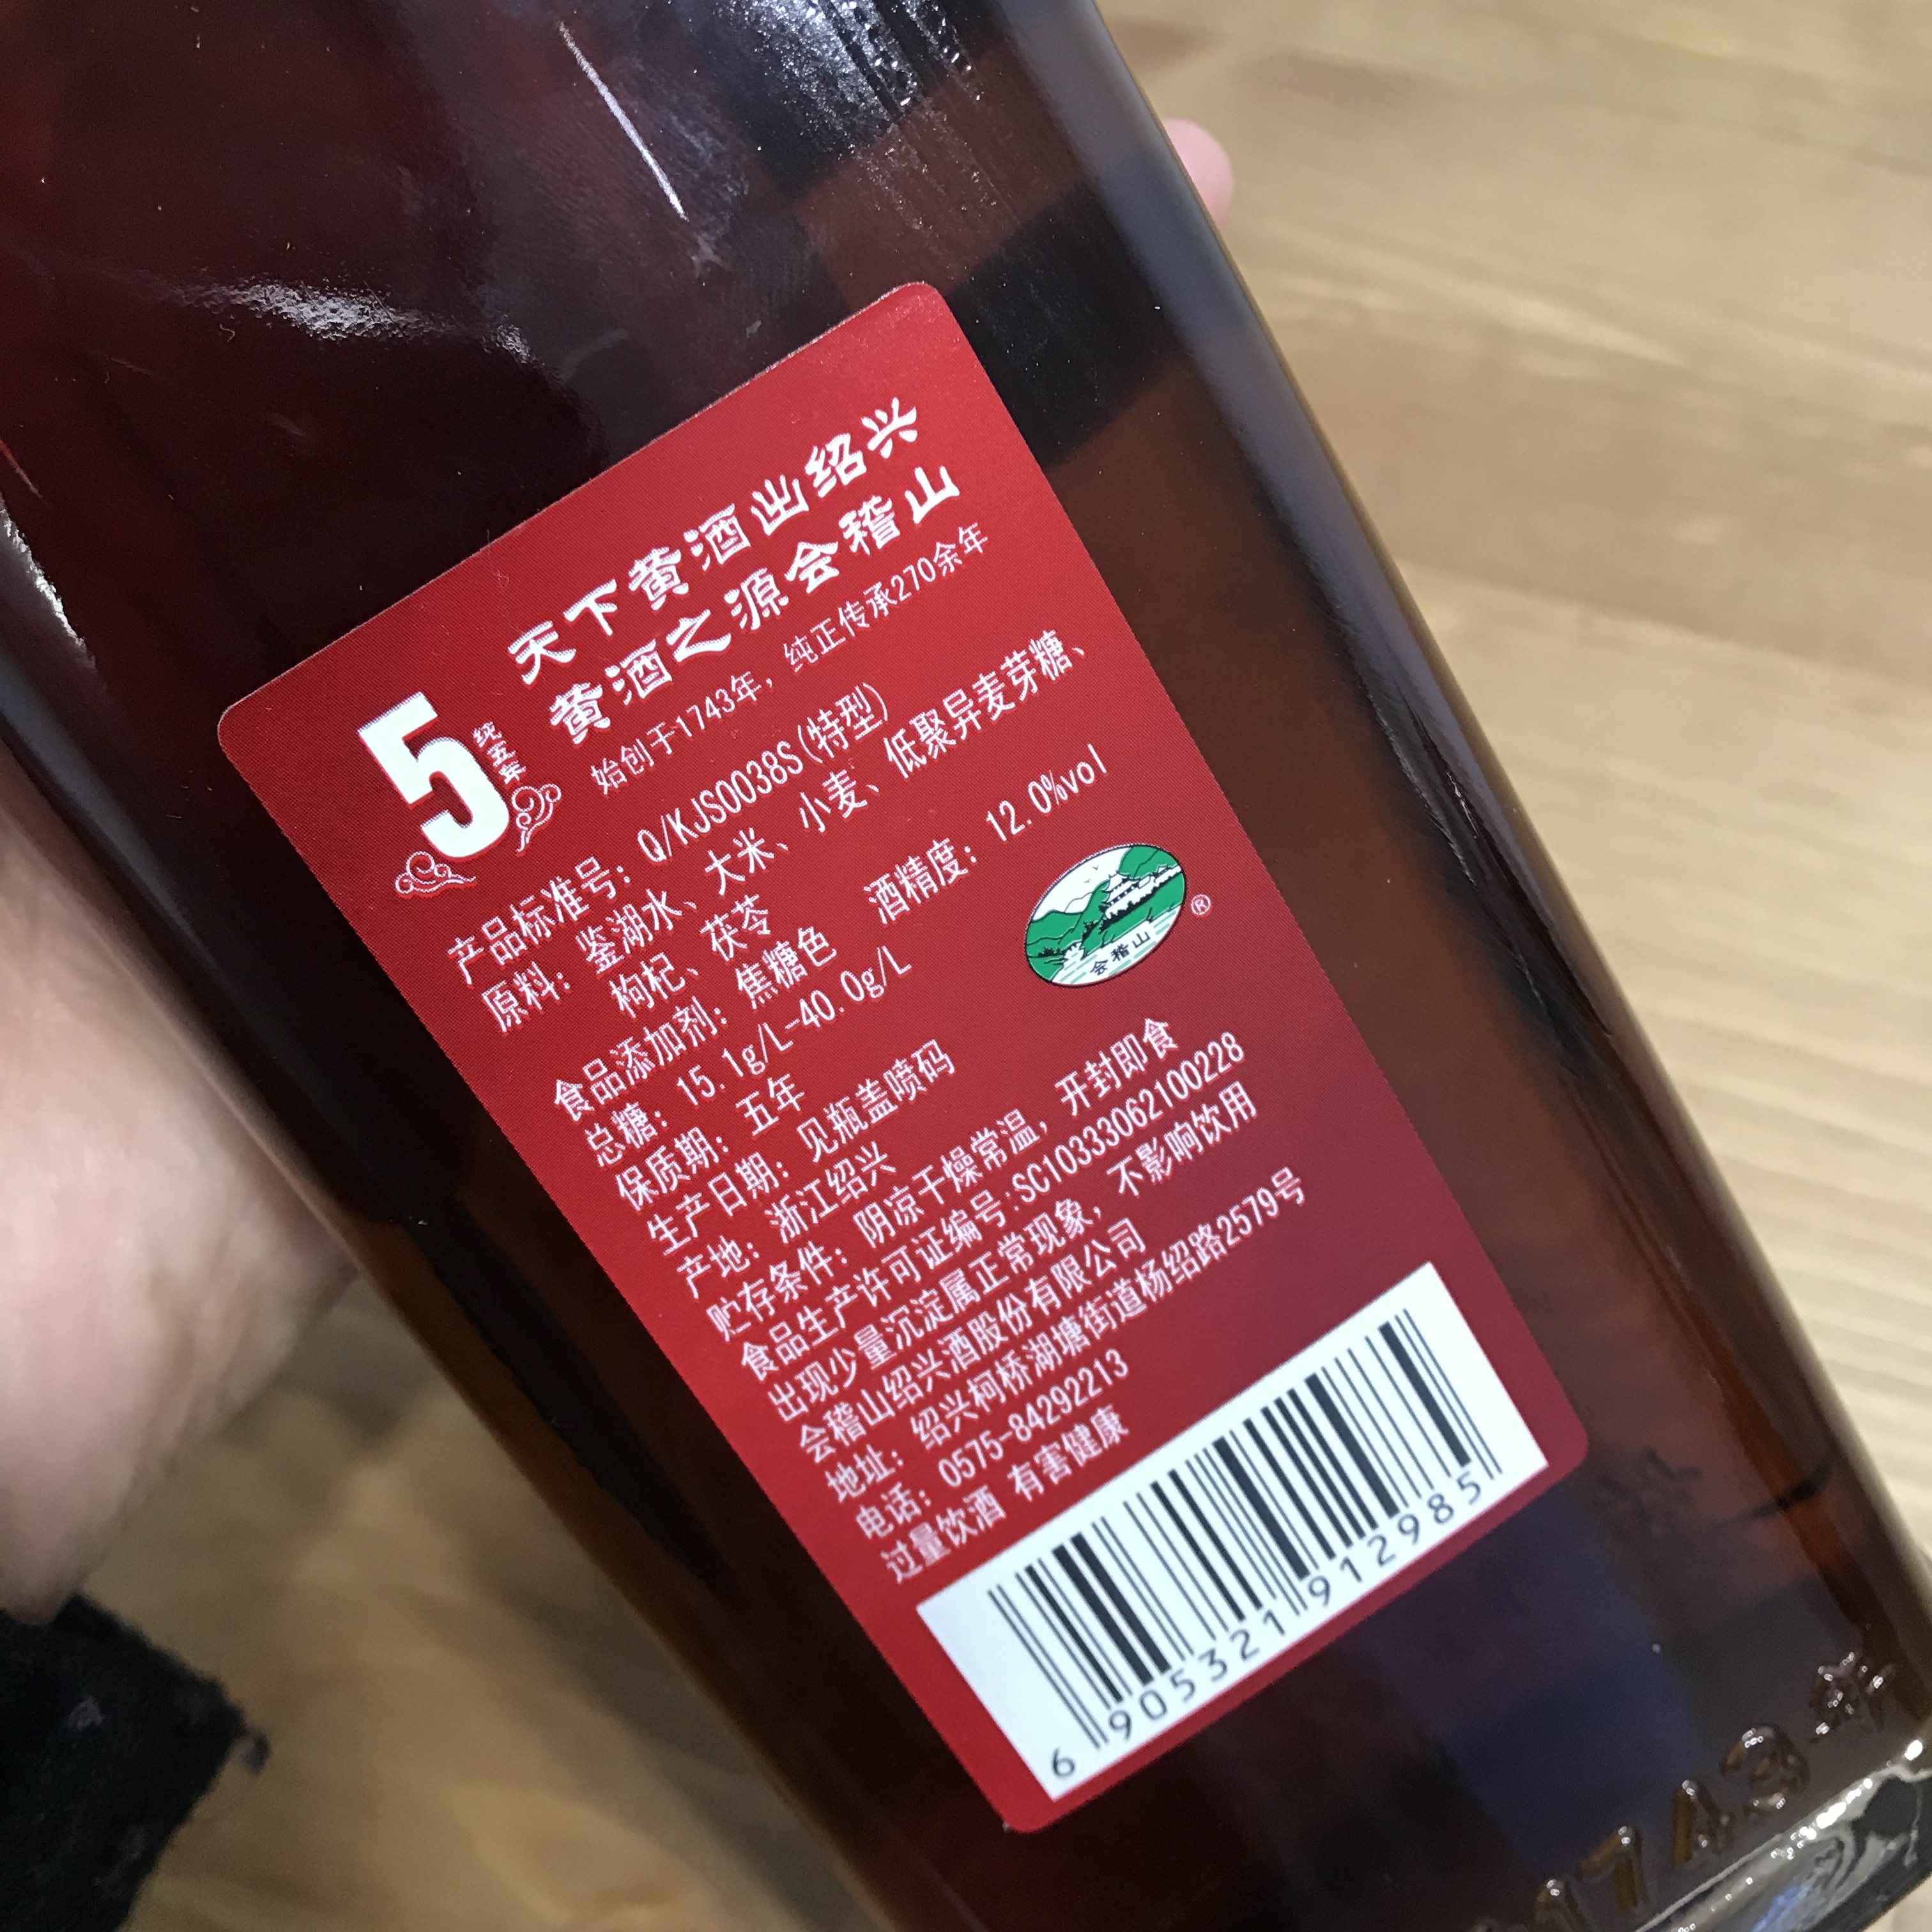 天下黄酒出绍兴
黄酒之源会稽山
始创于1743年，纯正传承270余年
5
纯五年
产品标准号：Q/KJS0038S(特型)
原料：鉴湖水、大米、小麦、低聚异麦芽糖、
枸杞、茯苓 酒精度：12.0%vol
食品添加剂：焦糖色
总糖：15.1g/L-40.0g/L
会稽山
®
保质期：五年
生产日期：见瓶盖喷码
产地：浙江绍兴
贮存条件：阴凉干燥常温，开封即食
食品生产许可证编号:SC10333062100228
出现少量沉淀属正常现象，不影响饮用
会稽山绍兴酒股份有限公司
地址：绍兴柯桥湖塘街道杨绍路2579号
电话：0575-84292213
过量饮酒 有害健康
6 905321 912985
1743年